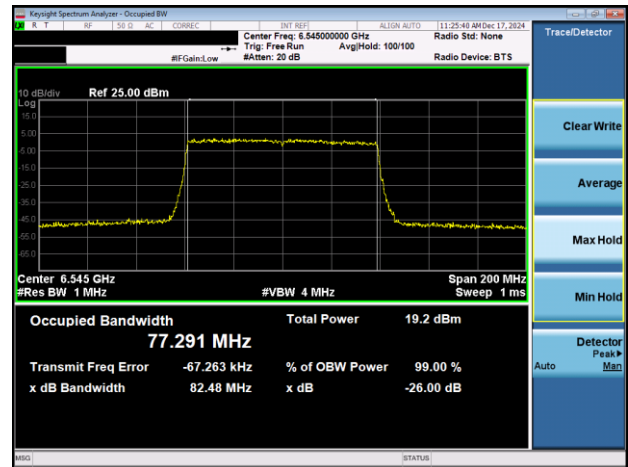 Keysight Spectrum Analyzer - Occupied BW
LXI R T RF 50 Ω AC CORREC INT REF ALIGN AUTO 11:25:40 AM Dec 17, 2024
Center Freq: 6.545000000 GHz Radio Std: None
Trig: Free Run Avg|Hold: 100/100
#IFGain:Low #Atten: 20 dB Radio Device: BTS
Trace/Detector
10 dB/div Ref 25.00 dBm
Log
15.0
5.00
-5.00
-15.0
-25.0
-35.0
-45.0
-55.0
-65.0
Center 6.545 GHz Span 200 MHz
#Res BW 1 MHz #VBW 4 MHz Sweep 1 ms
Occupied Bandwidth Total Power 19.2 dBm
77.291 MHz
Transmit Freq Error -67.263 kHz % of OBW Power 99.00 %
x dB Bandwidth 82.48 MHz x dB -26.00 dB
Clear Write
Average
Max Hold
Min Hold
Detector
Peak▶
Auto Man
MSG STATUS